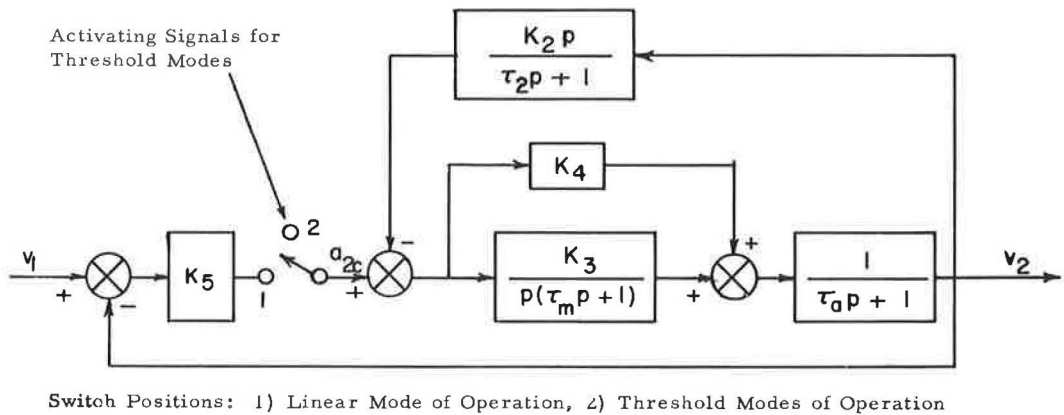 Activating Signals for
Threshold Modes
K₂ p
τ₂p + 1
K₄
2
v₁
+
-
K₅
1
a₂c
+
-
K₃
p(τₘp + 1)
+
+
1
τₐp + 1
v₂
Switch Positions: 1) Linear Mode of Operation, 2) Threshold Modes of Operation